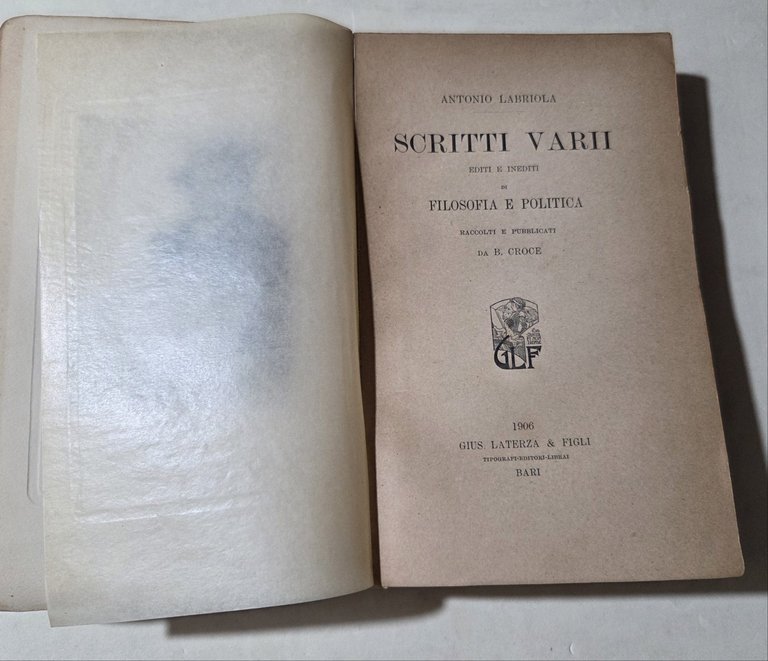 ANTONIO LABRIOLA
SCRITTI VARII
EDITI E INEDITI
DI
FILOSOFIA E POLITICA
RACCOLTI E PUBBLICATI
DA B. CROCE
GLF
1906
GIUS. LATERZA & FIGLI
TIPOGRAFI-EDITORI-LIBRAI
BARI